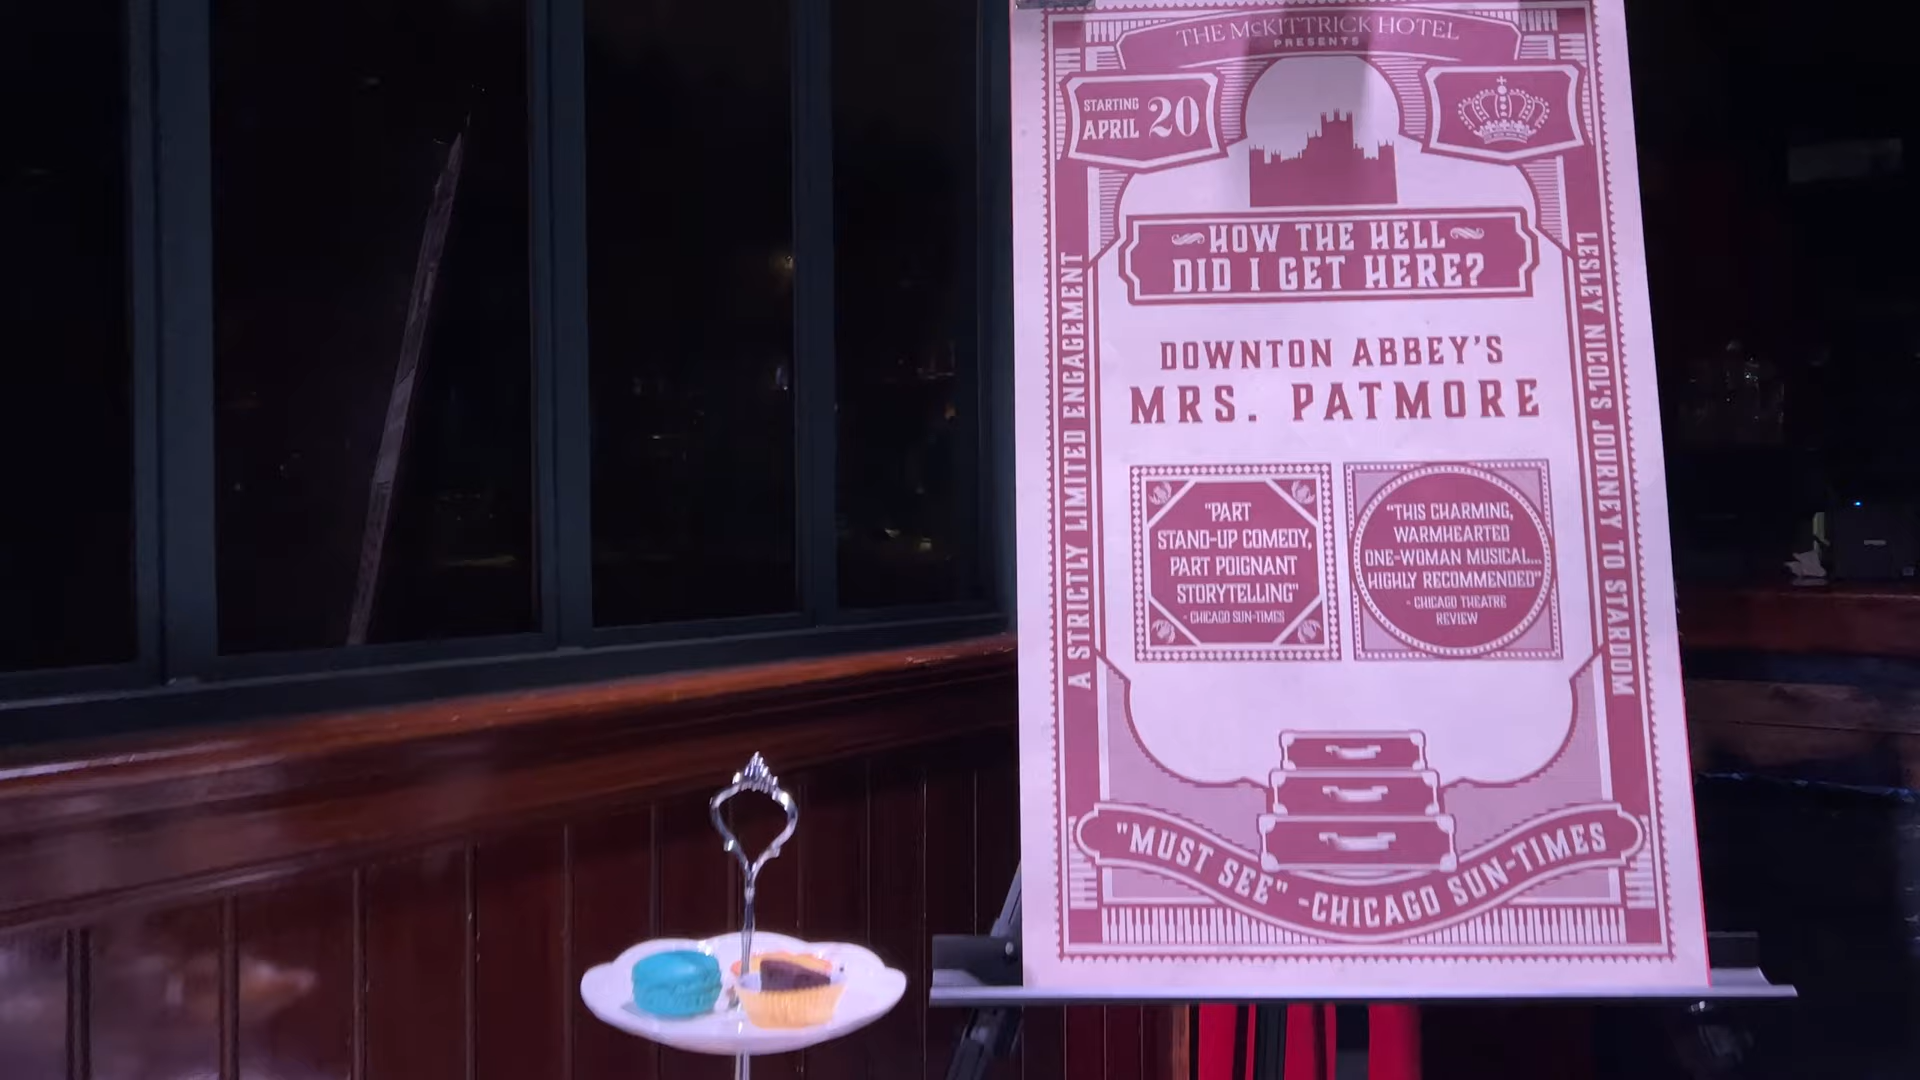 THE McKITTRICK HOTEL
PRESENTS
STARTING
APRIL 20
HOW THE HELL
DID I GET HERE?
DOWNTON ABBEY'S
MRS. PATMORE
A STRICTLY LIMITED ENGAGEMENT
LESLEY NICOL'S JOURNEY TO STARDOM
"PART
STAND-UP COMEDY,
PART POIGNANT
STORYTELLING"
- CHICAGO SUN-TIMES
"THIS CHARMING,
WARMHEARTED
ONE-WOMAN MUSICAL...
HIGHLY RECOMMENDED"
- CHICAGO THEATRE
REVIEW
"MUST SEE" -CHICAGO SUN-TIMES